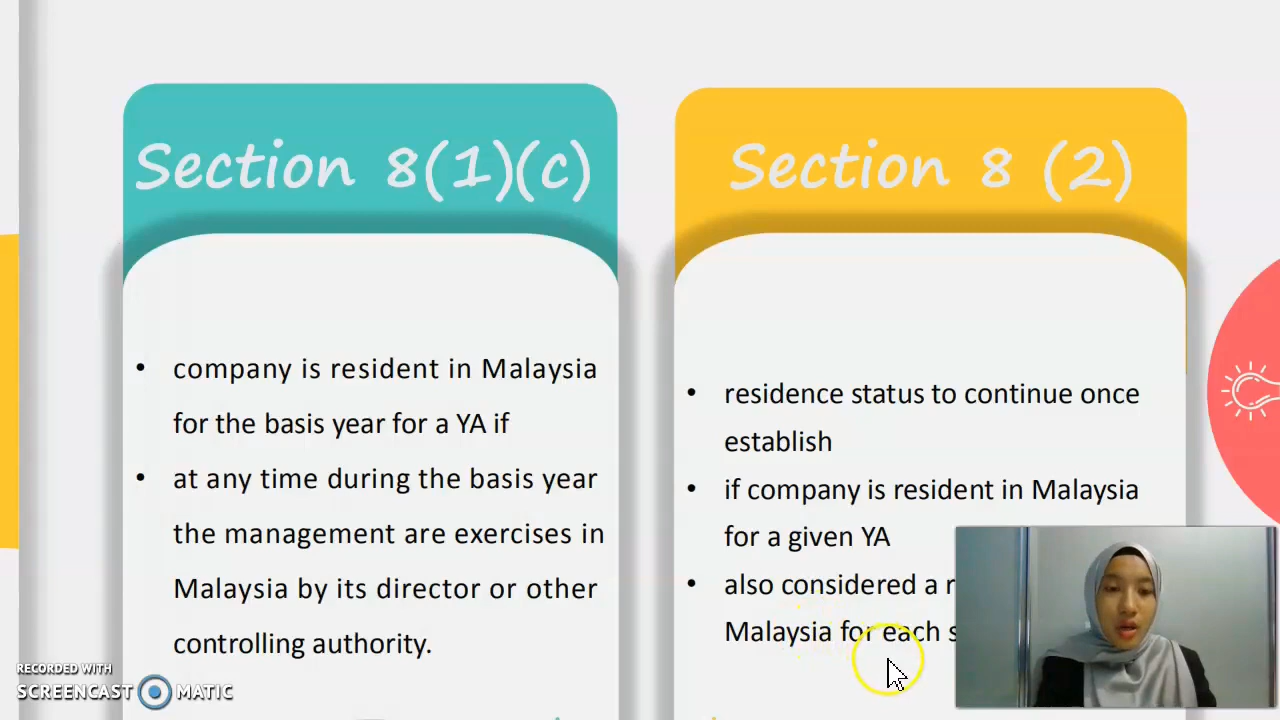 Section 8(1)(c)
company is resident in Malaysia
for the basis year for a YA if
at any time during the basis year
the management are exercises in
Malaysia by its director or other
controlling authority.
Section 8 (2)
residence status to continue once
establish
if company is resident in Malaysia
for a given YA
also considered a
Malaysia for each
RECORDED WITH
SCREENCAST MATIC